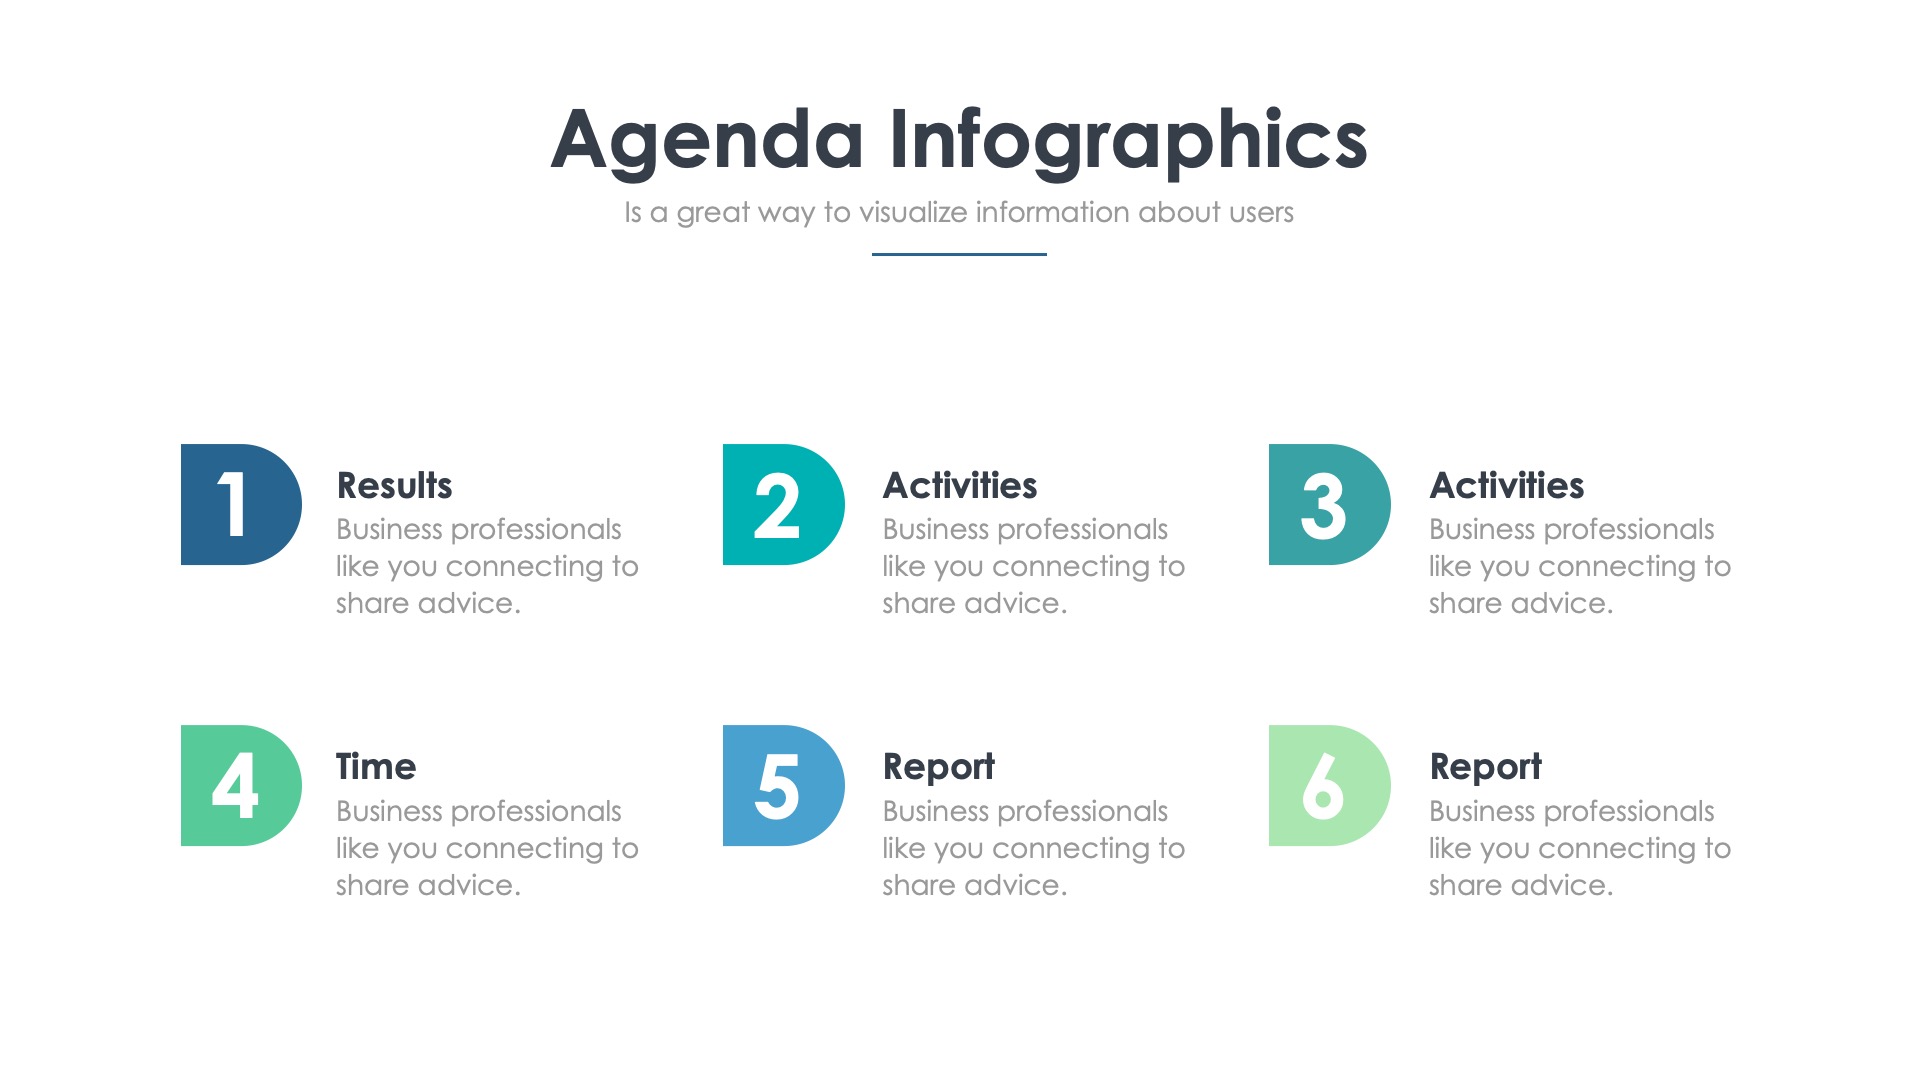 Agenda Infographics
Is a great way to visualize information about users
1
Results
Business professionals
like you connecting to
share advice.
2
Activities
Business professionals
like you connecting to
share advice.
3
Activities
Business professionals
like you connecting to
share advice.
4
Time
Business professionals
like you connecting to
share advice.
5
Report
Business professionals
like you connecting to
share advice.
6
Report
Business professionals
like you connecting to
share advice.